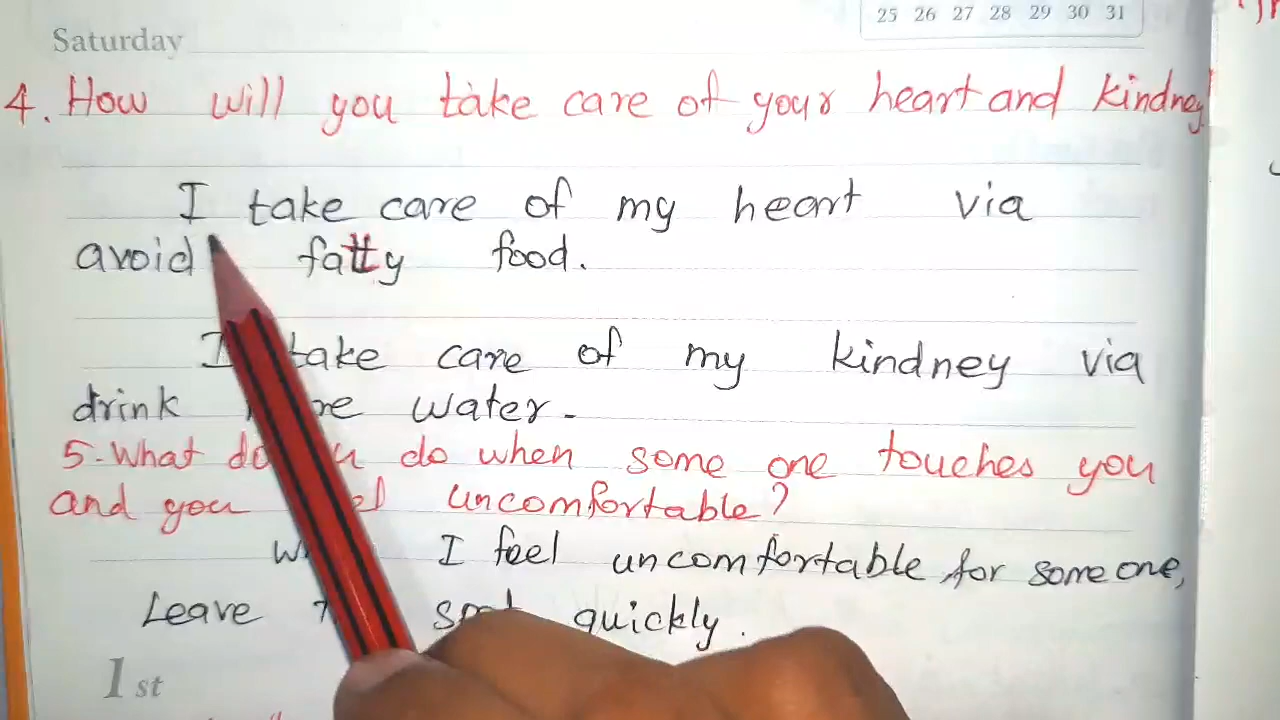 25 26 27 28 29 30 31
Saturday
4. How will you take care of your heart and kindney
I take care of my heart via
avoid fatty food.
I take care of my kindney via
drink water.
5. What do do when some one touches you
and you uncomfortable?
I feel uncomfortable for some one,
Leave quickly.
1 st